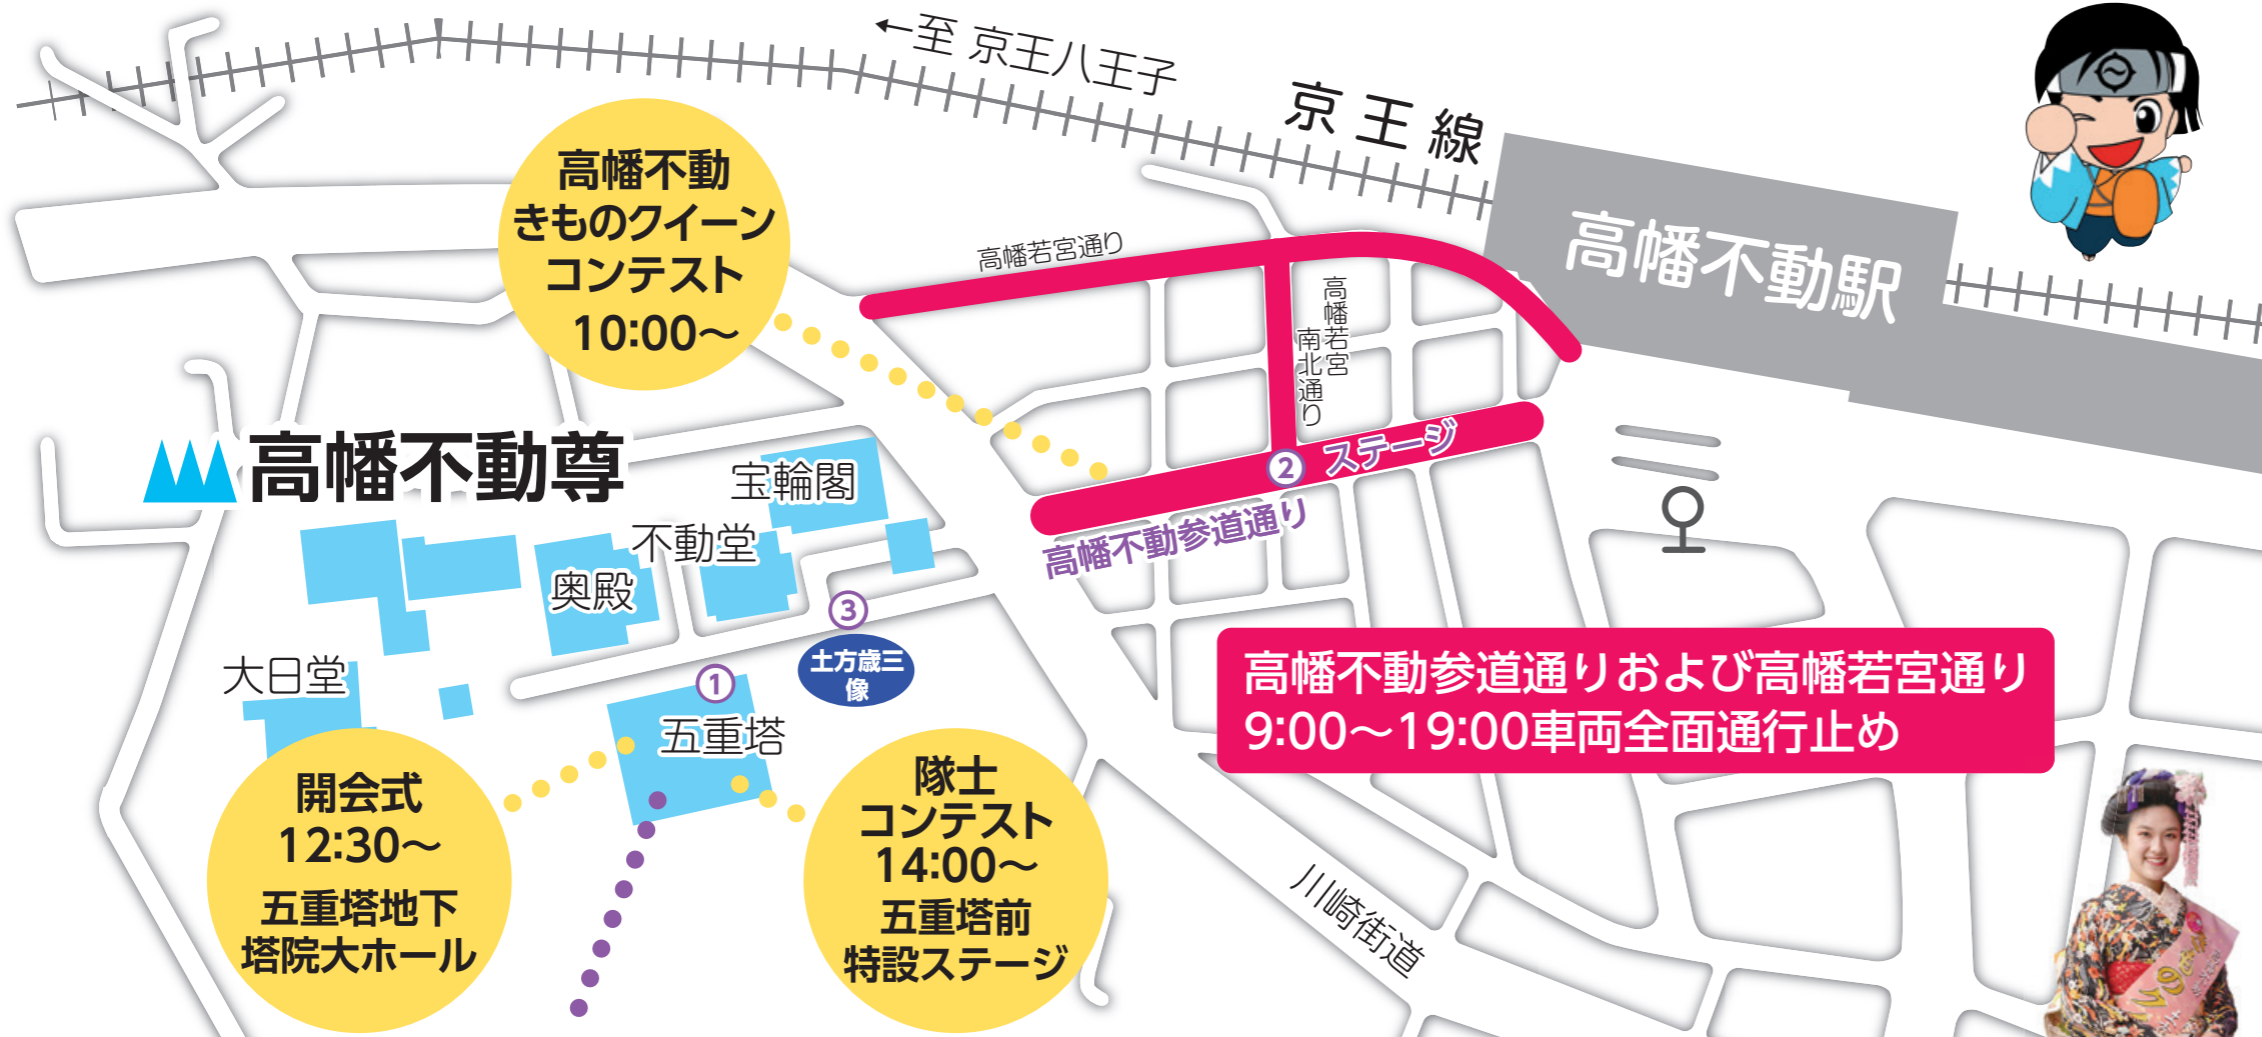 ←至 京王八王子
京王線
高幡不動駅
高幡不動
きものクイーン
コンテスト
10:00～
高幡若宮通り
高幡若宮
南北通り
② ステージ
高幡不動参道通り
高幡不動尊
宝輪閣
不動堂
奥殿
大日堂
③
土方歳三
像
①
五重塔
高幡不動参道通りおよび高幡若宮通り
9:00～19:00車両全面通行止め
開会式
12:30～
五重塔地下
塔院大ホール
隊士
コンテスト
14:00～
五重塔前
特設ステージ
川崎街道